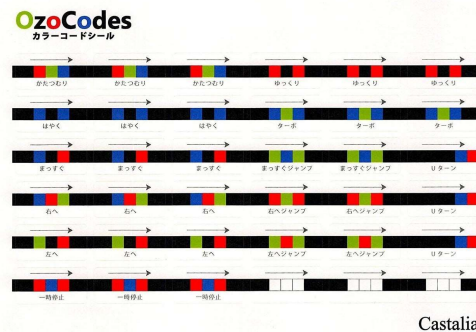 OzoCodes
カラーコードシール
かたつむり かたつむり かたつむり ゆっくり ゆっくり ゆっくり
はやく はやく はやく ターボ ターボ ターボ
まっすぐ まっすぐ まっすぐ まっすぐジャンプ まっすぐジャンプ Uターン
右へ 右へ 右へ 右へジャンプ 右へジャンプ Uターン
左へ 左へ 左へ 左へジャンプ 左へジャンプ Uターン
一時停止 一時停止 一時停止
Castalia